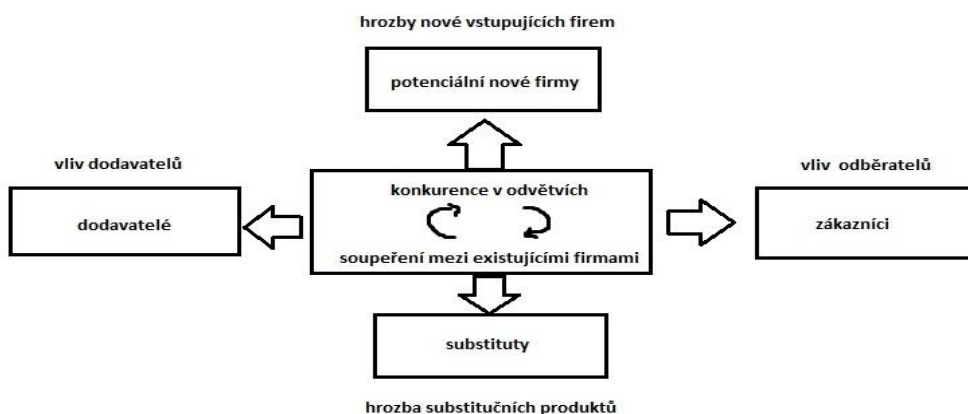 hrozby nové vstupujících firem
potenciální nové firmy
vliv dodavatelů
dodavatelé
konkurence v odvětvích
soupeření mezi existujícími firmami
vliv odběratelů
zákazníci
substituty
hrozba substitučních produktů